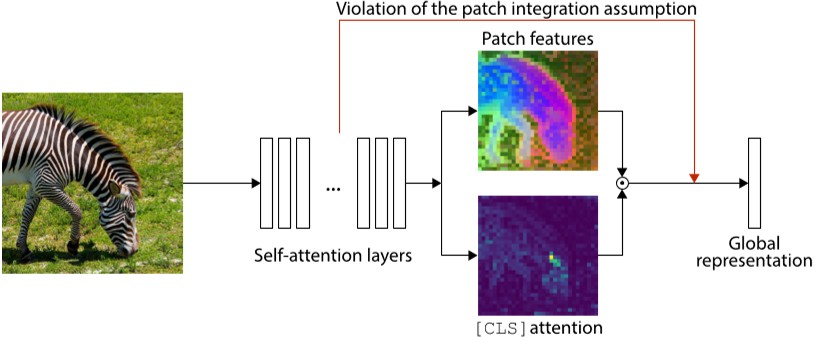 Violation of the patch integration assumption
Patch features
...
Self-attention layers
Global
representation
[CLS] attention